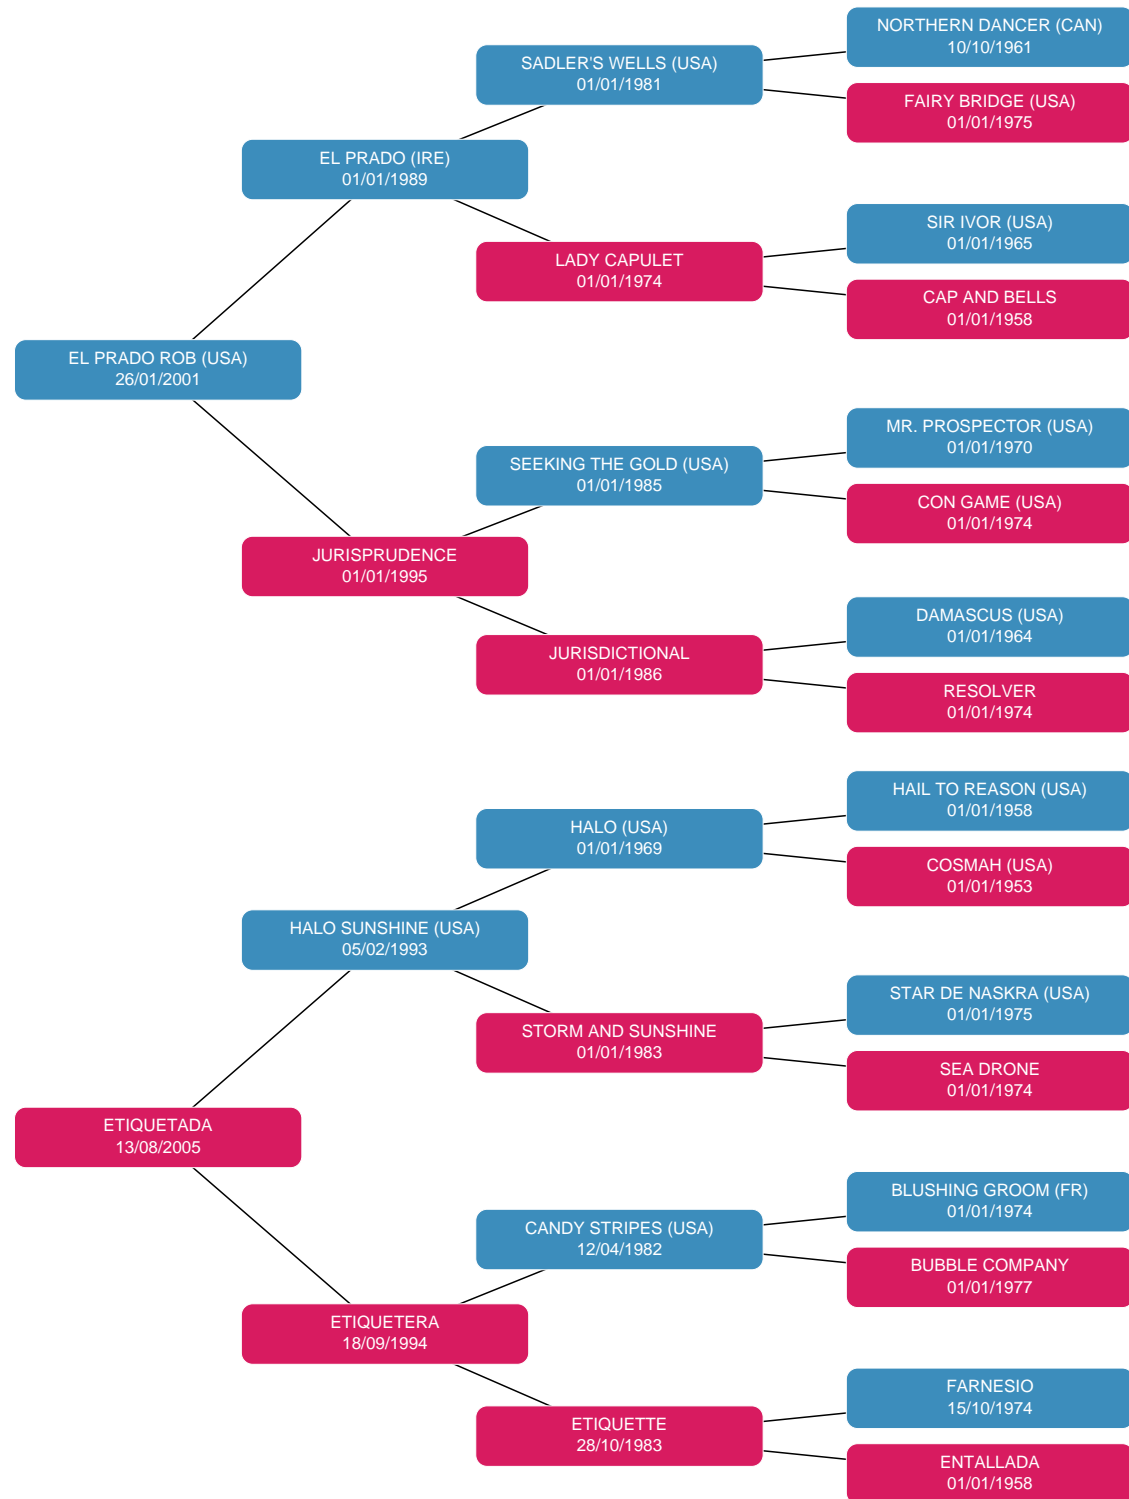 NORTHERN DANCER (CAN)
10/10/1961
SADLER'S WELLS (USA)
01/01/1981
FAIRY BRIDGE (USA)
01/01/1975
EL PRADO (IRE)
01/01/1989
SIR IVOR (USA)
01/01/1965
LADY CAPULET
01/01/1974
CAP AND BELLS
01/01/1958
EL PRADO ROB (USA)
26/01/2001
MR. PROSPECTOR (USA)
01/01/1970
SEEKING THE GOLD (USA)
01/01/1985
CON GAME (USA)
01/01/1974
JURISPRUDENCE
01/01/1995
DAMASCUS (USA)
01/01/1964
JURISDICTIONAL
01/01/1986
RESOLVER
01/01/1974
HAIL TO REASON (USA)
01/01/1958
HALO (USA)
01/01/1969
COSMAH (USA)
01/01/1953
HALO SUNSHINE (USA)
05/02/1993
STAR DE NASKRA (USA)
01/01/1975
STORM AND SUNSHINE
01/01/1983
SEA DRONE
01/01/1974
ETIQUETADA
13/08/2005
BLUSHING GROOM (FR)
01/01/1974
CANDY STRIPES (USA)
12/04/1982
BUBBLE COMPANY
01/01/1977
ETIQUETERA
18/09/1994
FARNESIO
15/10/1974
ETIQUETTE
28/10/1983
ENTALLADA
01/01/1958